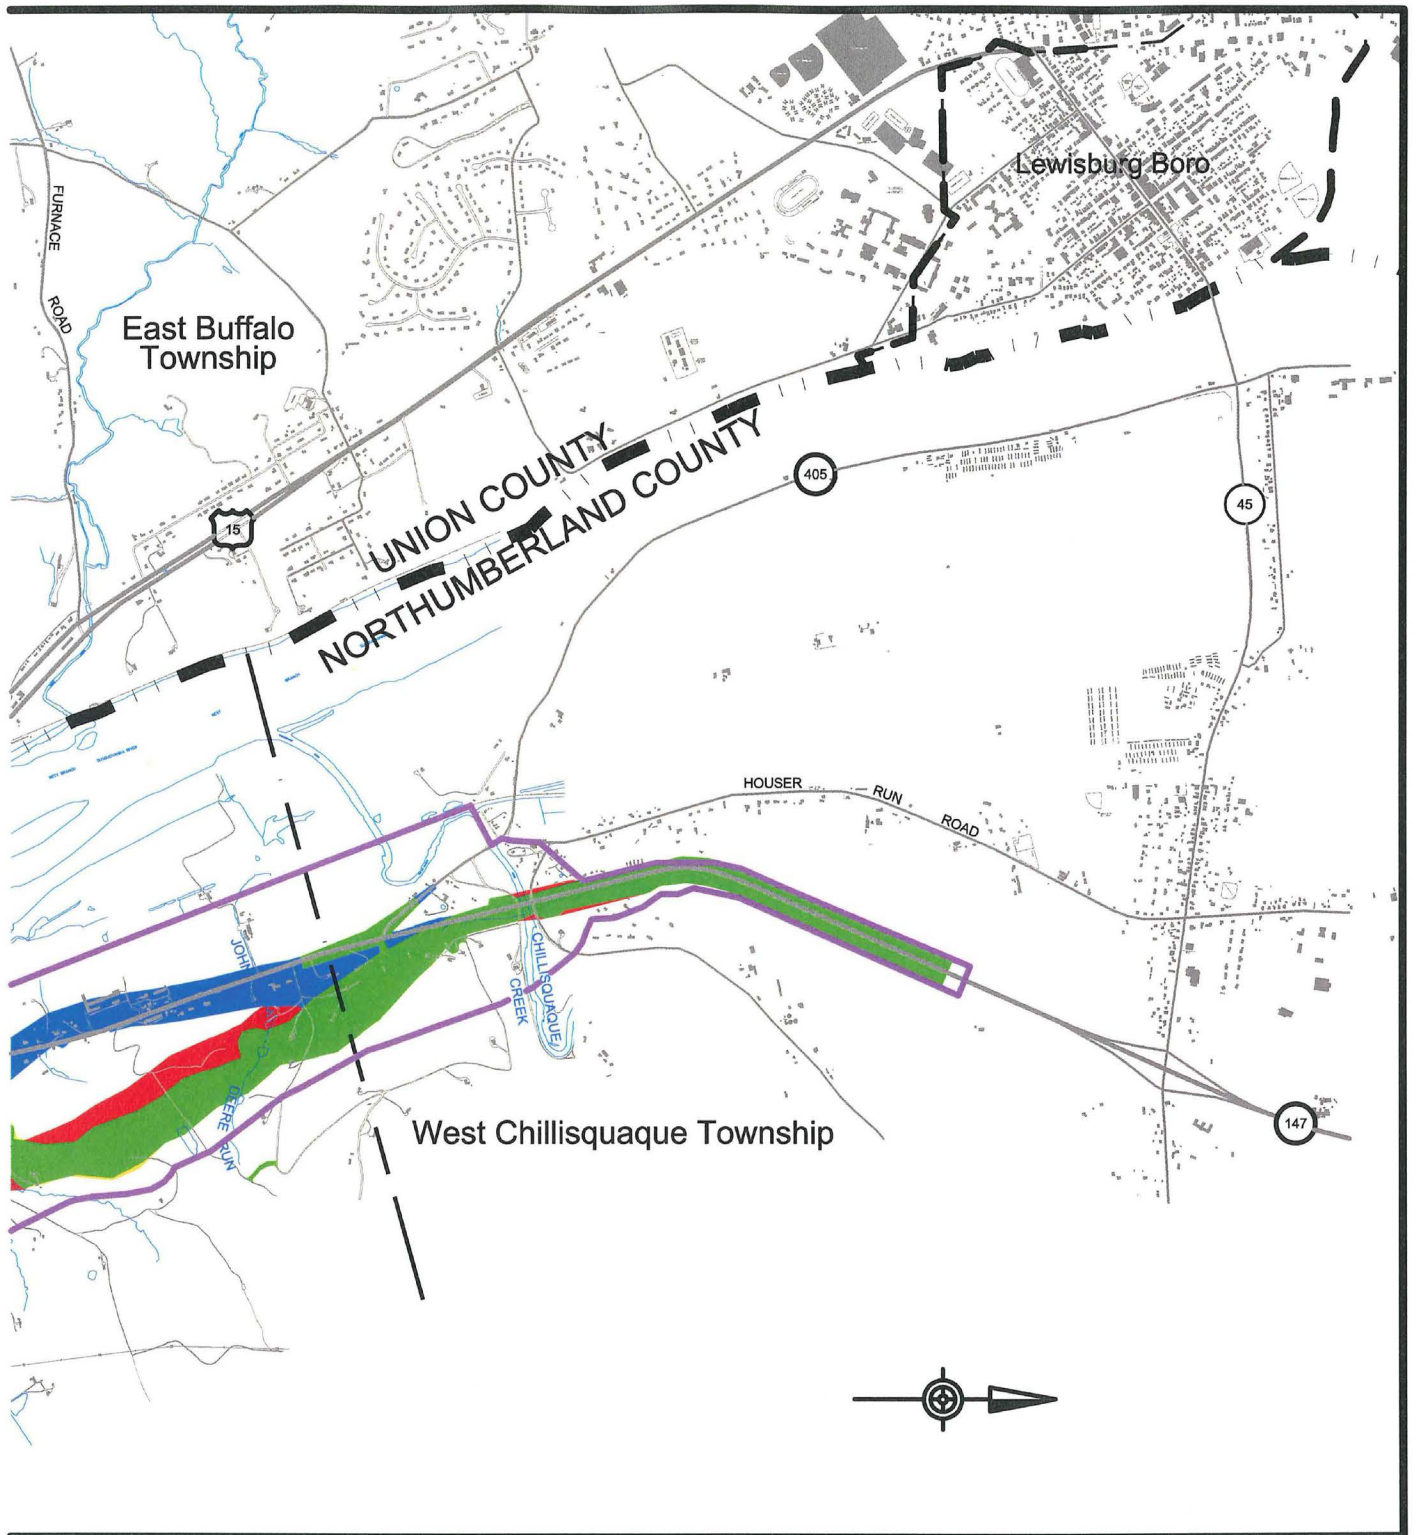 Lewisburg Boro
FURNACE
ROAD
East Buffalo
Township
UNION COUNTY
NORTHUMBERLAND COUNTY
405
45
15
HOUSER
RUN
ROAD
JOHN
CHILLISQUAQUE
CREEK
DEERE RUN
West Chillisquaque Township
147